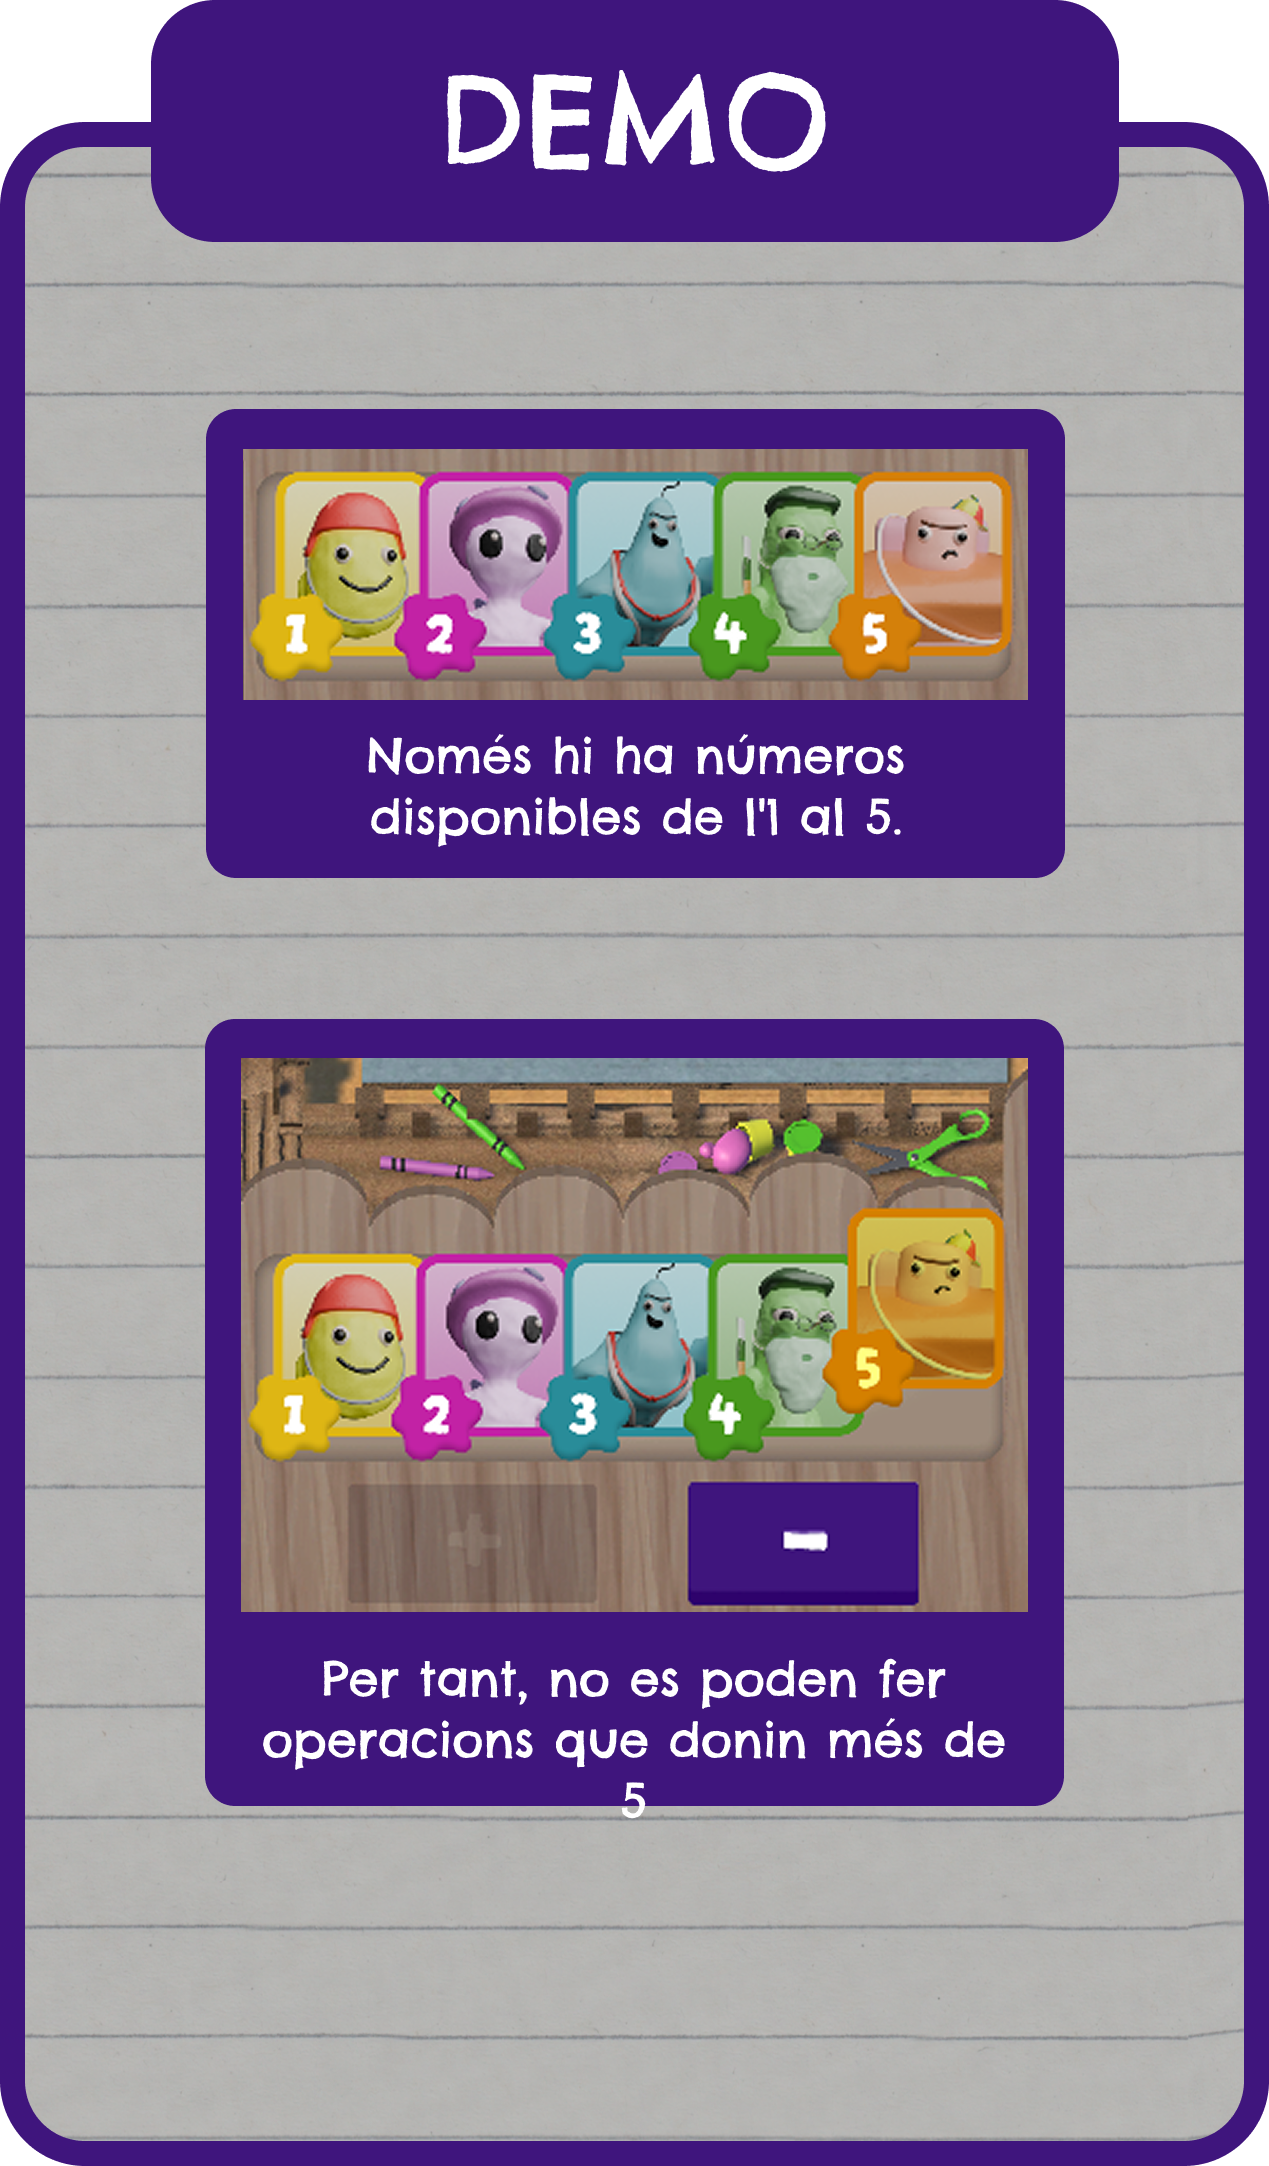 DEMO
1 2 3 4 5
Només hi ha números
disponibles de l'1 al 5.
5
1 2 3 4
+ -
Per tant, no es poden fer
operacions que donin més de
5